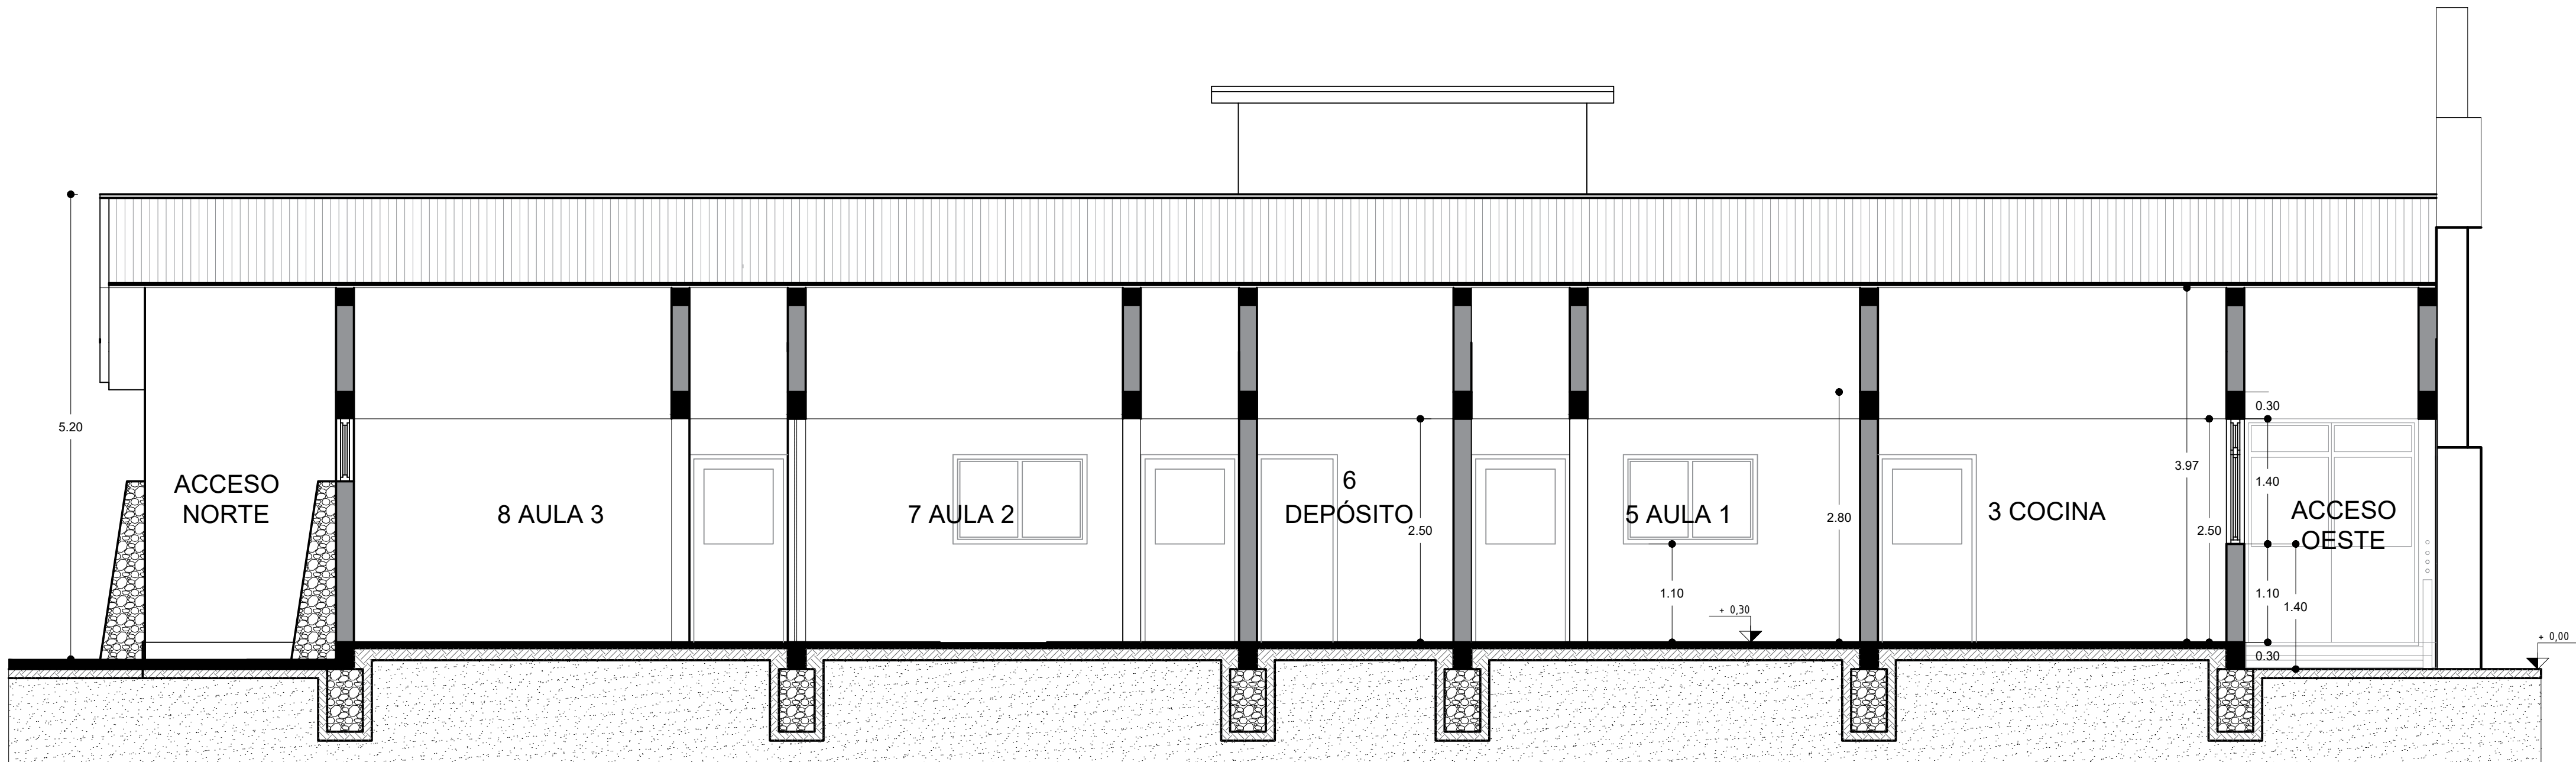 5.20
ACCESO
NORTE
8 AULA 3
7 AULA 2
6
DEPÓSITO
2.50
5 AULA 1
1.10
+ 0,30
2.80
3 COCINA
3.97
2.50
0.30
1.40
1.10
1.40
0.30
ACCESO
OESTE
+ 0,00